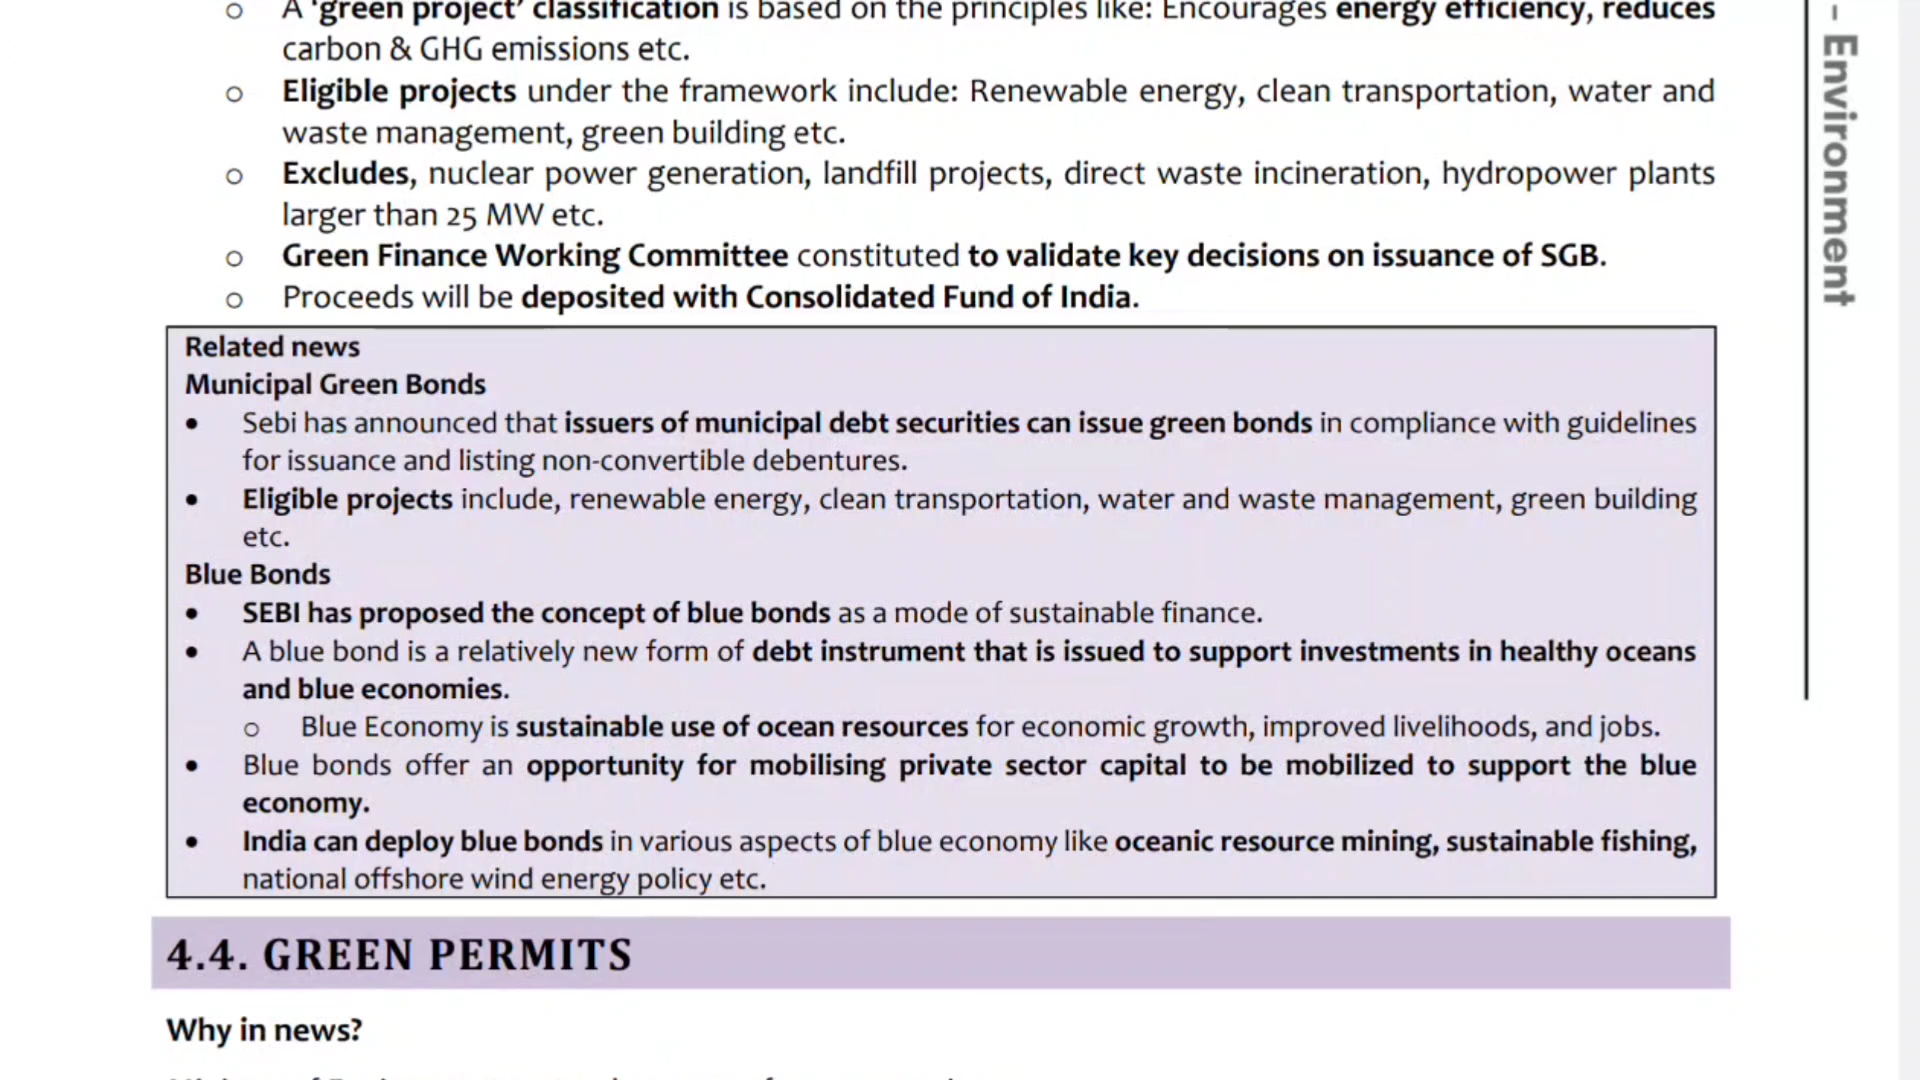 o A 'green project' classification is based on the principles like: Encourages energy efficiency, reduces
carbon & GHG emissions etc.
o Eligible projects under the framework include: Renewable energy, clean transportation, water and
waste management, green building etc.
o Excludes, nuclear power generation, landfill projects, direct waste incineration, hydropower plants
larger than 25 MW etc.
o Green Finance Working Committee constituted to validate key decisions on issuance of SGB.
o Proceeds will be deposited with Consolidated Fund of India.
Related news
Municipal Green Bonds
• Sebi has announced that issuers of municipal debt securities can issue green bonds in compliance with guidelines
for issuance and listing non-convertible debentures.
• Eligible projects include, renewable energy, clean transportation, water and waste management, green building
etc.
Blue Bonds
• SEBI has proposed the concept of blue bonds as a mode of sustainable finance.
• A blue bond is a relatively new form of debt instrument that is issued to support investments in healthy oceans
and blue economies.
o Blue Economy is sustainable use of ocean resources for economic growth, improved livelihoods, and jobs.
• Blue bonds offer an opportunity for mobilising private sector capital to be mobilized to support the blue
economy.
• India can deploy blue bonds in various aspects of blue economy like oceanic resource mining, sustainable fishing,
national offshore wind energy policy etc.
4.4. GREEN PERMITS
Why in news?
– Environment